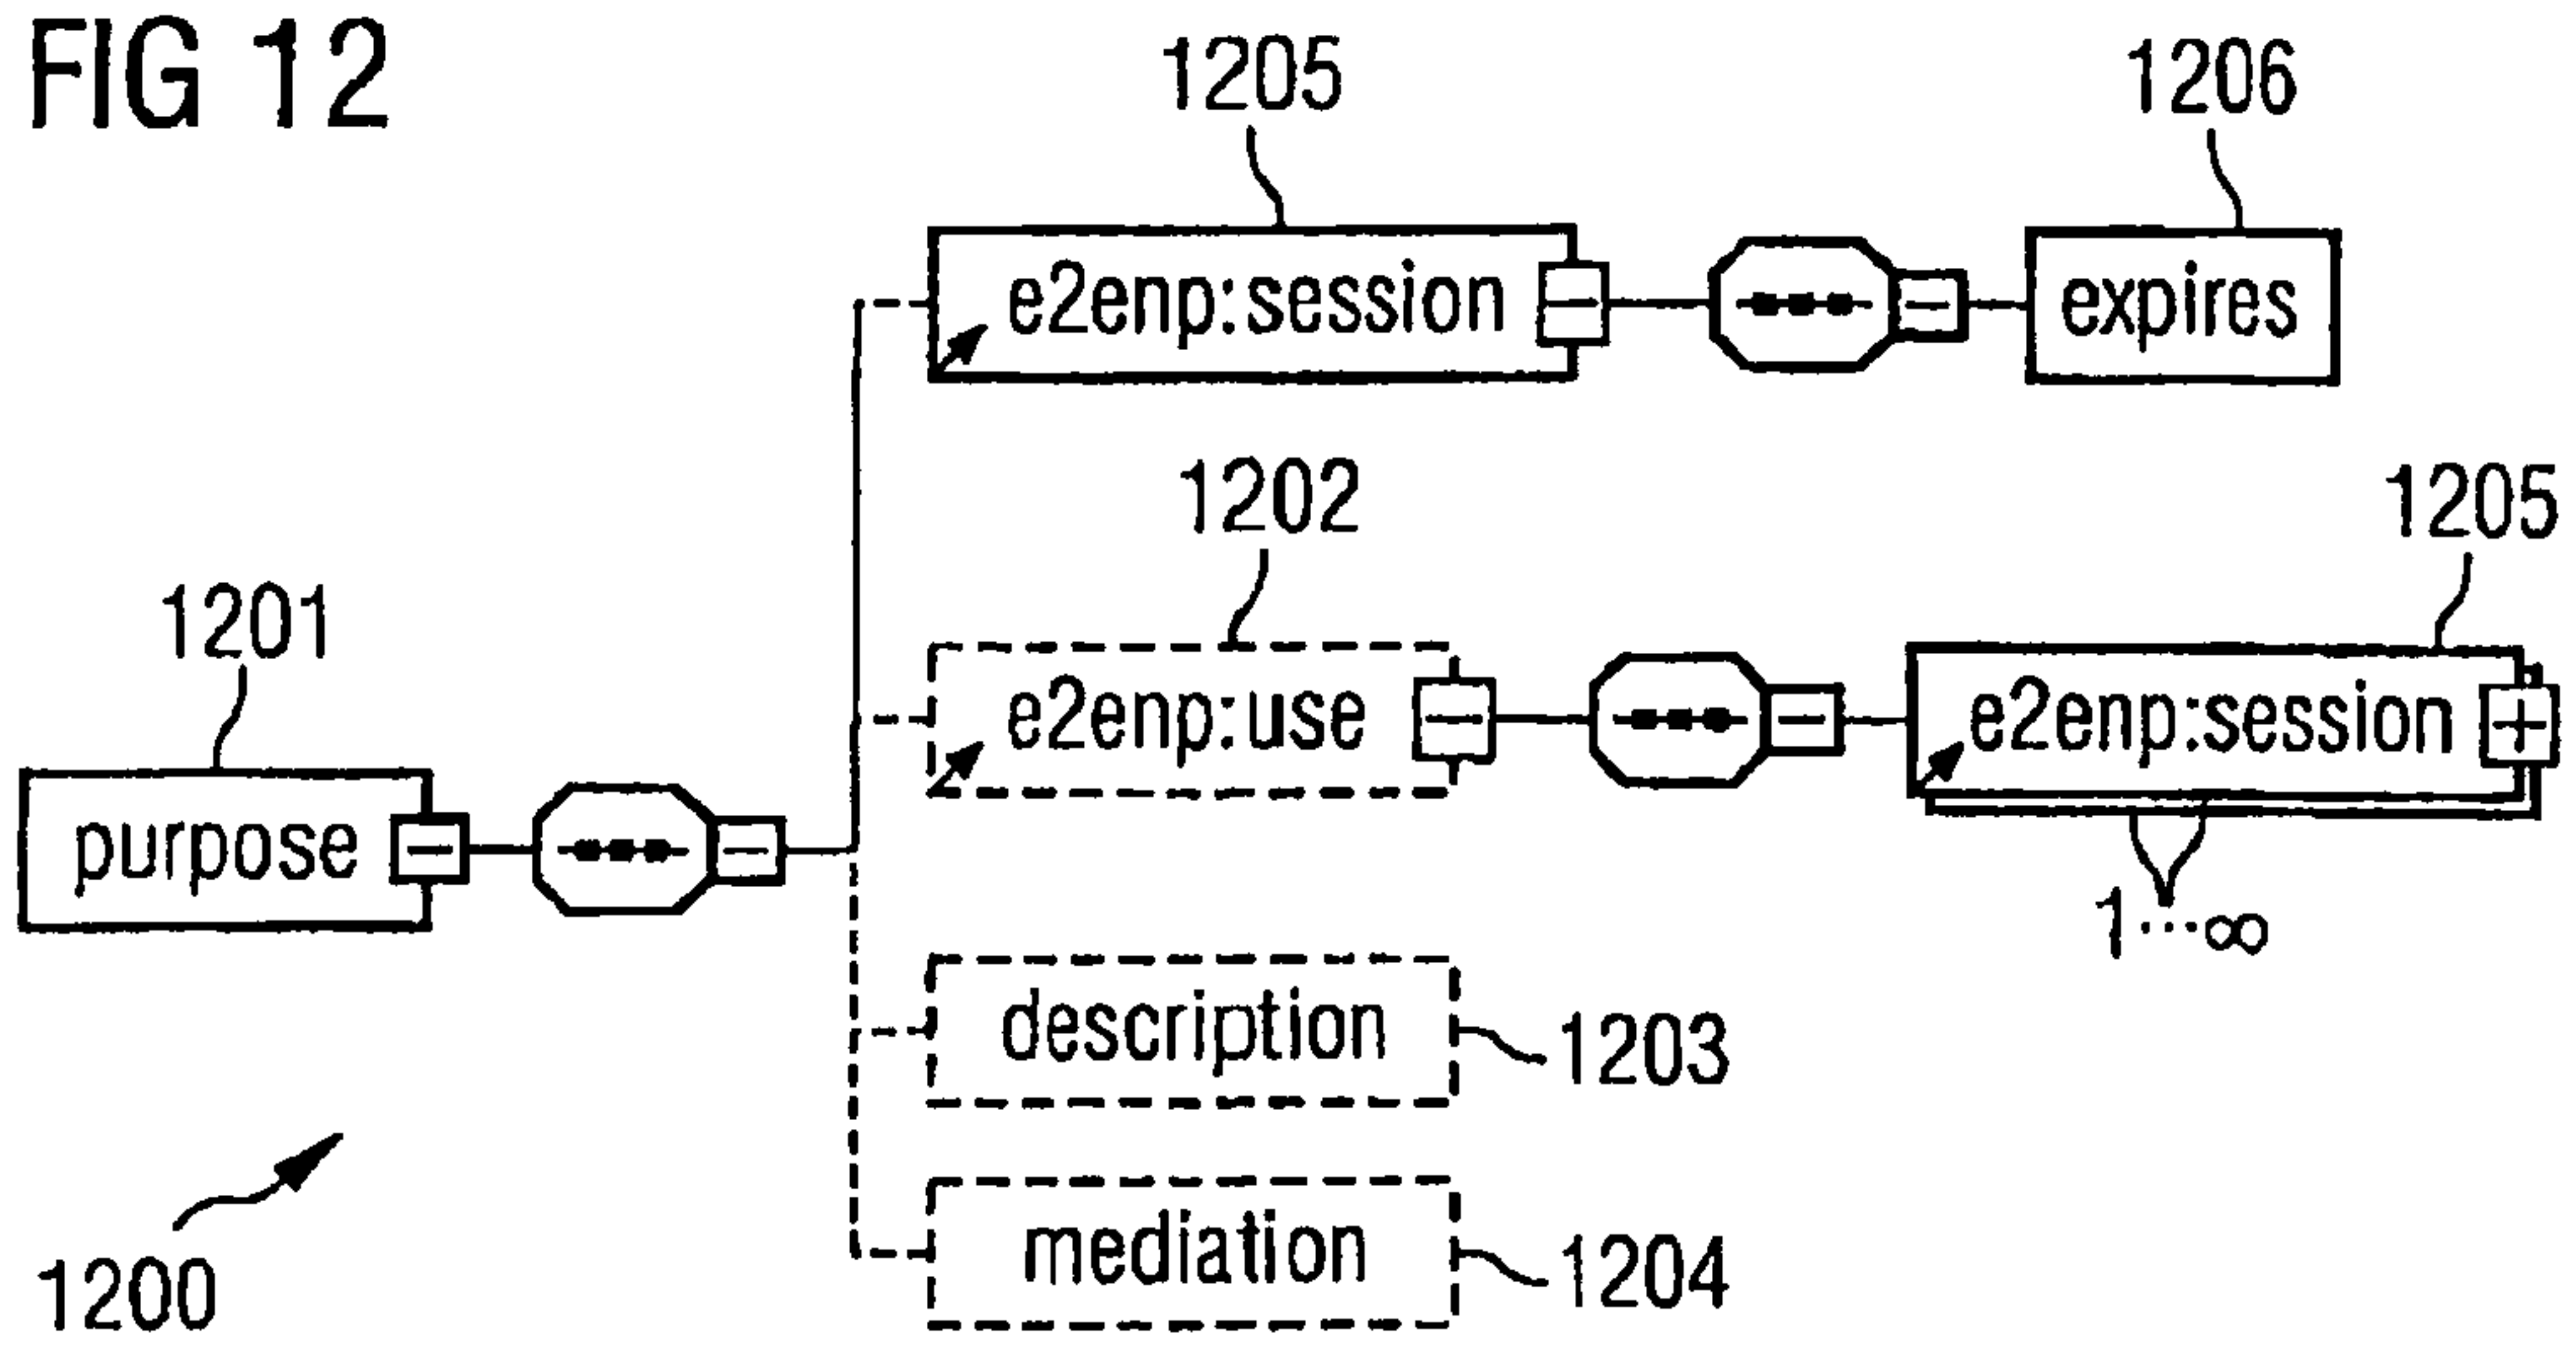 FIG 12
1205
1206
e2enp:session
expires
1202
1205
1201
e2enp:use
e2enp:session
purpose
1...∞
description
1203
mediation
1204
1200